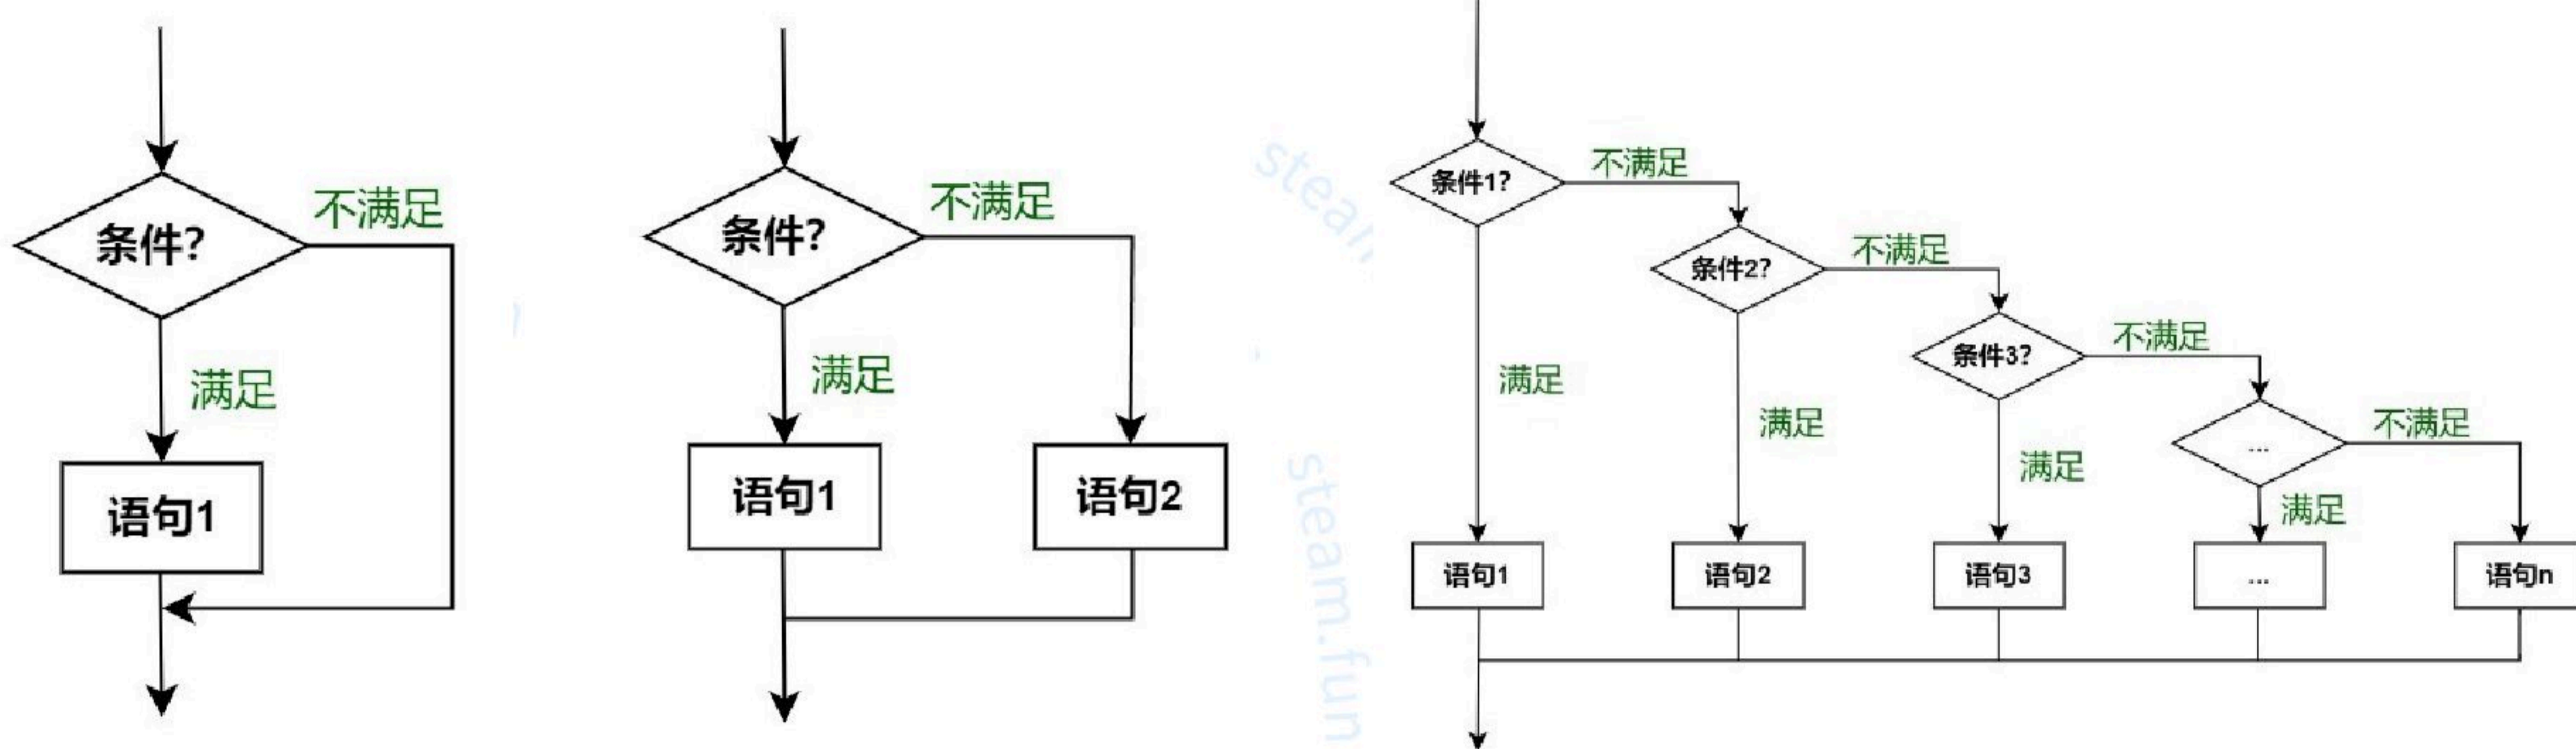 条件?
不满足
满足
语句1
条件?
不满足
满足
语句1
语句2
条件1?
不满足
条件2?
不满足
条件3?
不满足
...
不满足
满足
满足
满足
满足
语句1
语句2
语句3
...
语句n
steam.fun